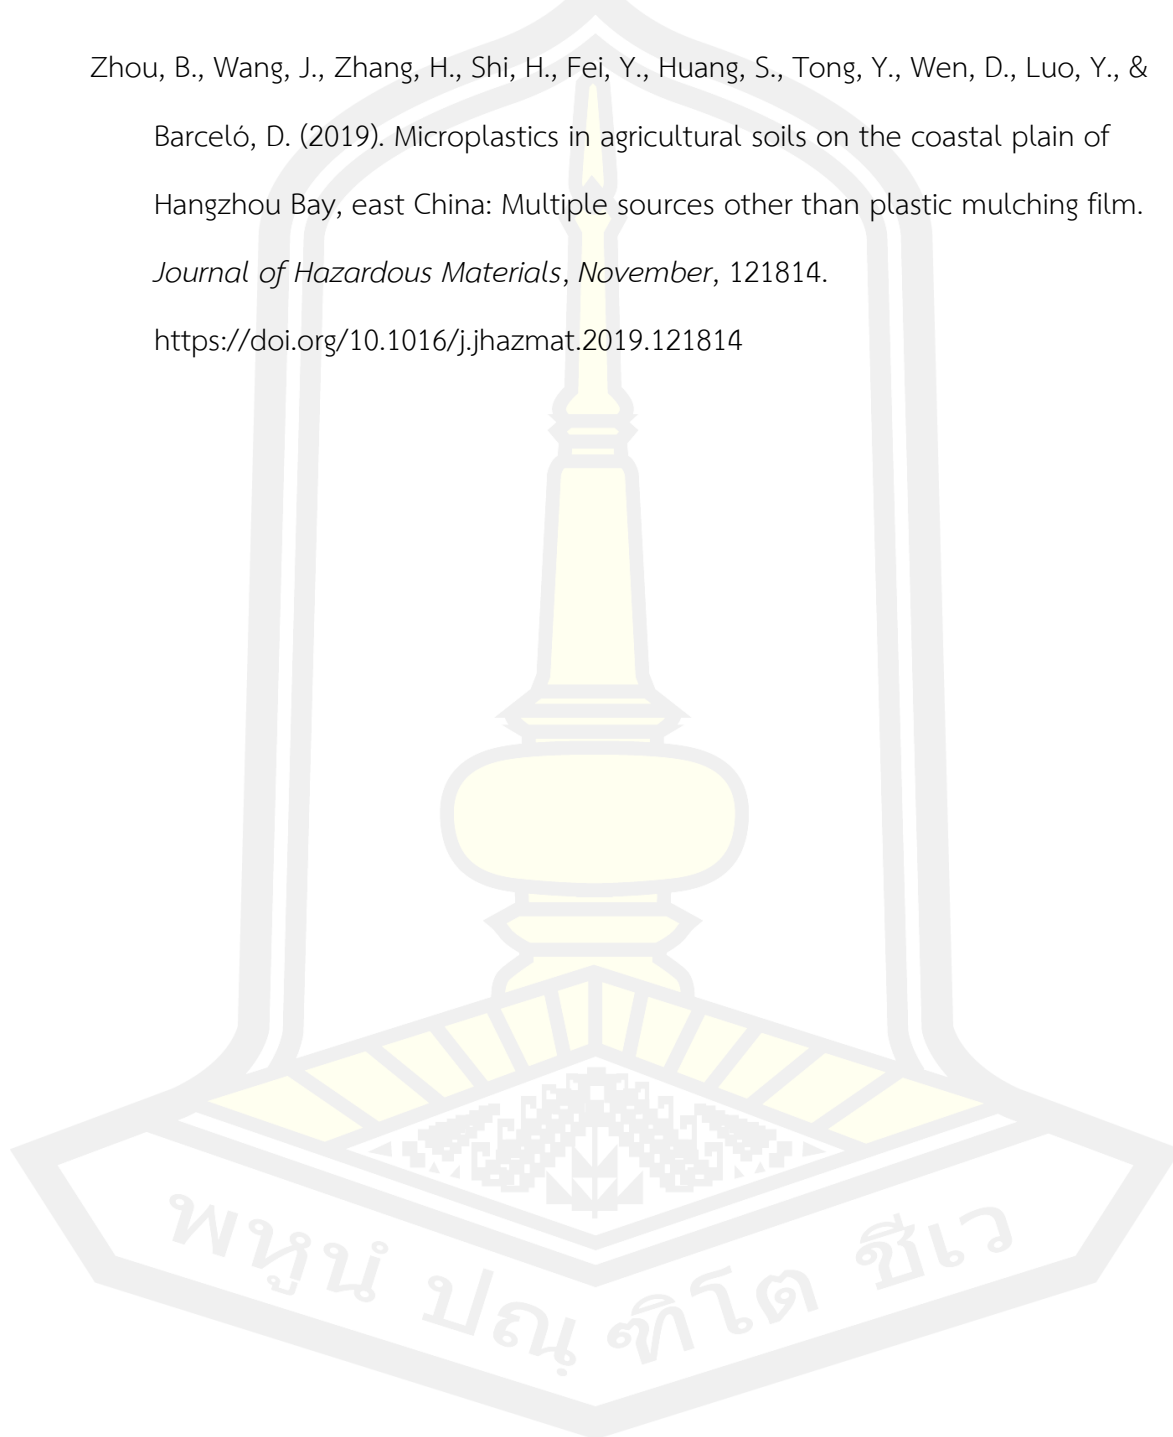 Zhou, B., Wang, J., Zhang, H., Shi, H., Fei, Y., Huang, S., Tong, Y., Wen, D., Luo, Y., &
Barceló, D. (2019). Microplastics in agricultural soils on the coastal plain of
Hangzhou Bay, east China: Multiple sources other than plastic mulching film.
Journal of Hazardous Materials, November, 121814.
https://doi.org/10.1016/j.jhazmat.2019.121814
พหูนํ ปณฺฑิโต ชีเว